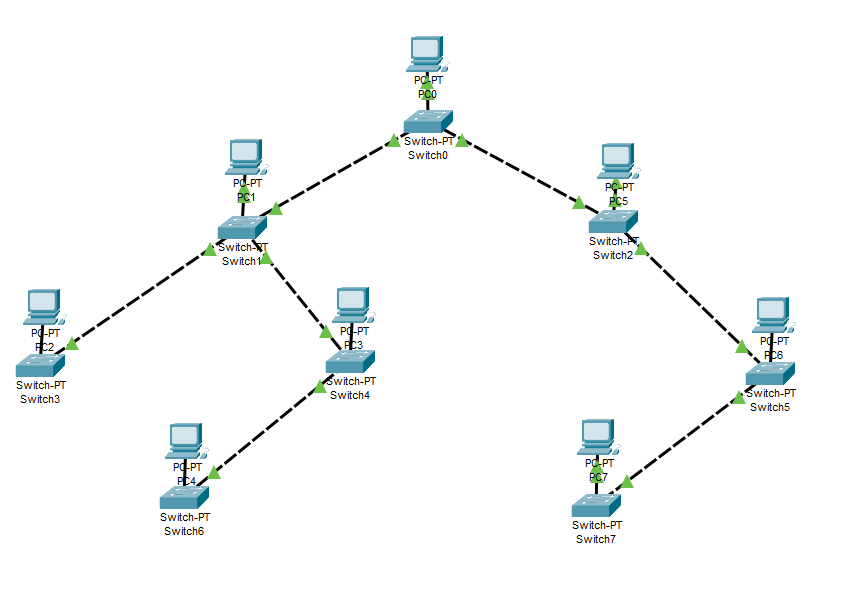 PC-PT
PC0
Switch-PT
Switch0
PC-PT
PC1
Switch-PT
Switch1
PC-PT
PC5
Switch-PT
Switch2
PC-PT
PC2
Switch-PT
Switch3
PC-PT
PC3
Switch-PT
Switch4
PC-PT
PC6
Switch-PT
Switch5
PC-PT
PC4
Switch-PT
Switch6
PC-PT
PC7
Switch-PT
Switch7